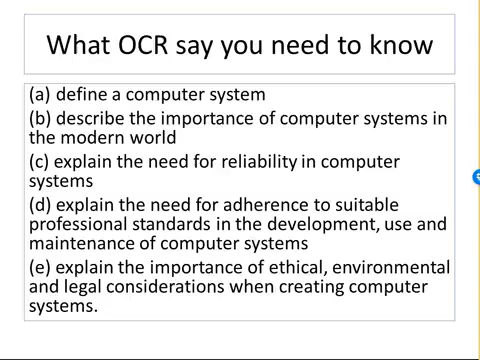 What OCR say you need to know
(a) define a computer system
(b) describe the importance of computer systems in
the modern world
(c) explain the need for reliability in computer
systems
(d) explain the need for adherence to suitable
professional standards in the development, use and
maintenance of computer systems
(e) explain the importance of ethical, environmental
and legal considerations when creating computer
systems.